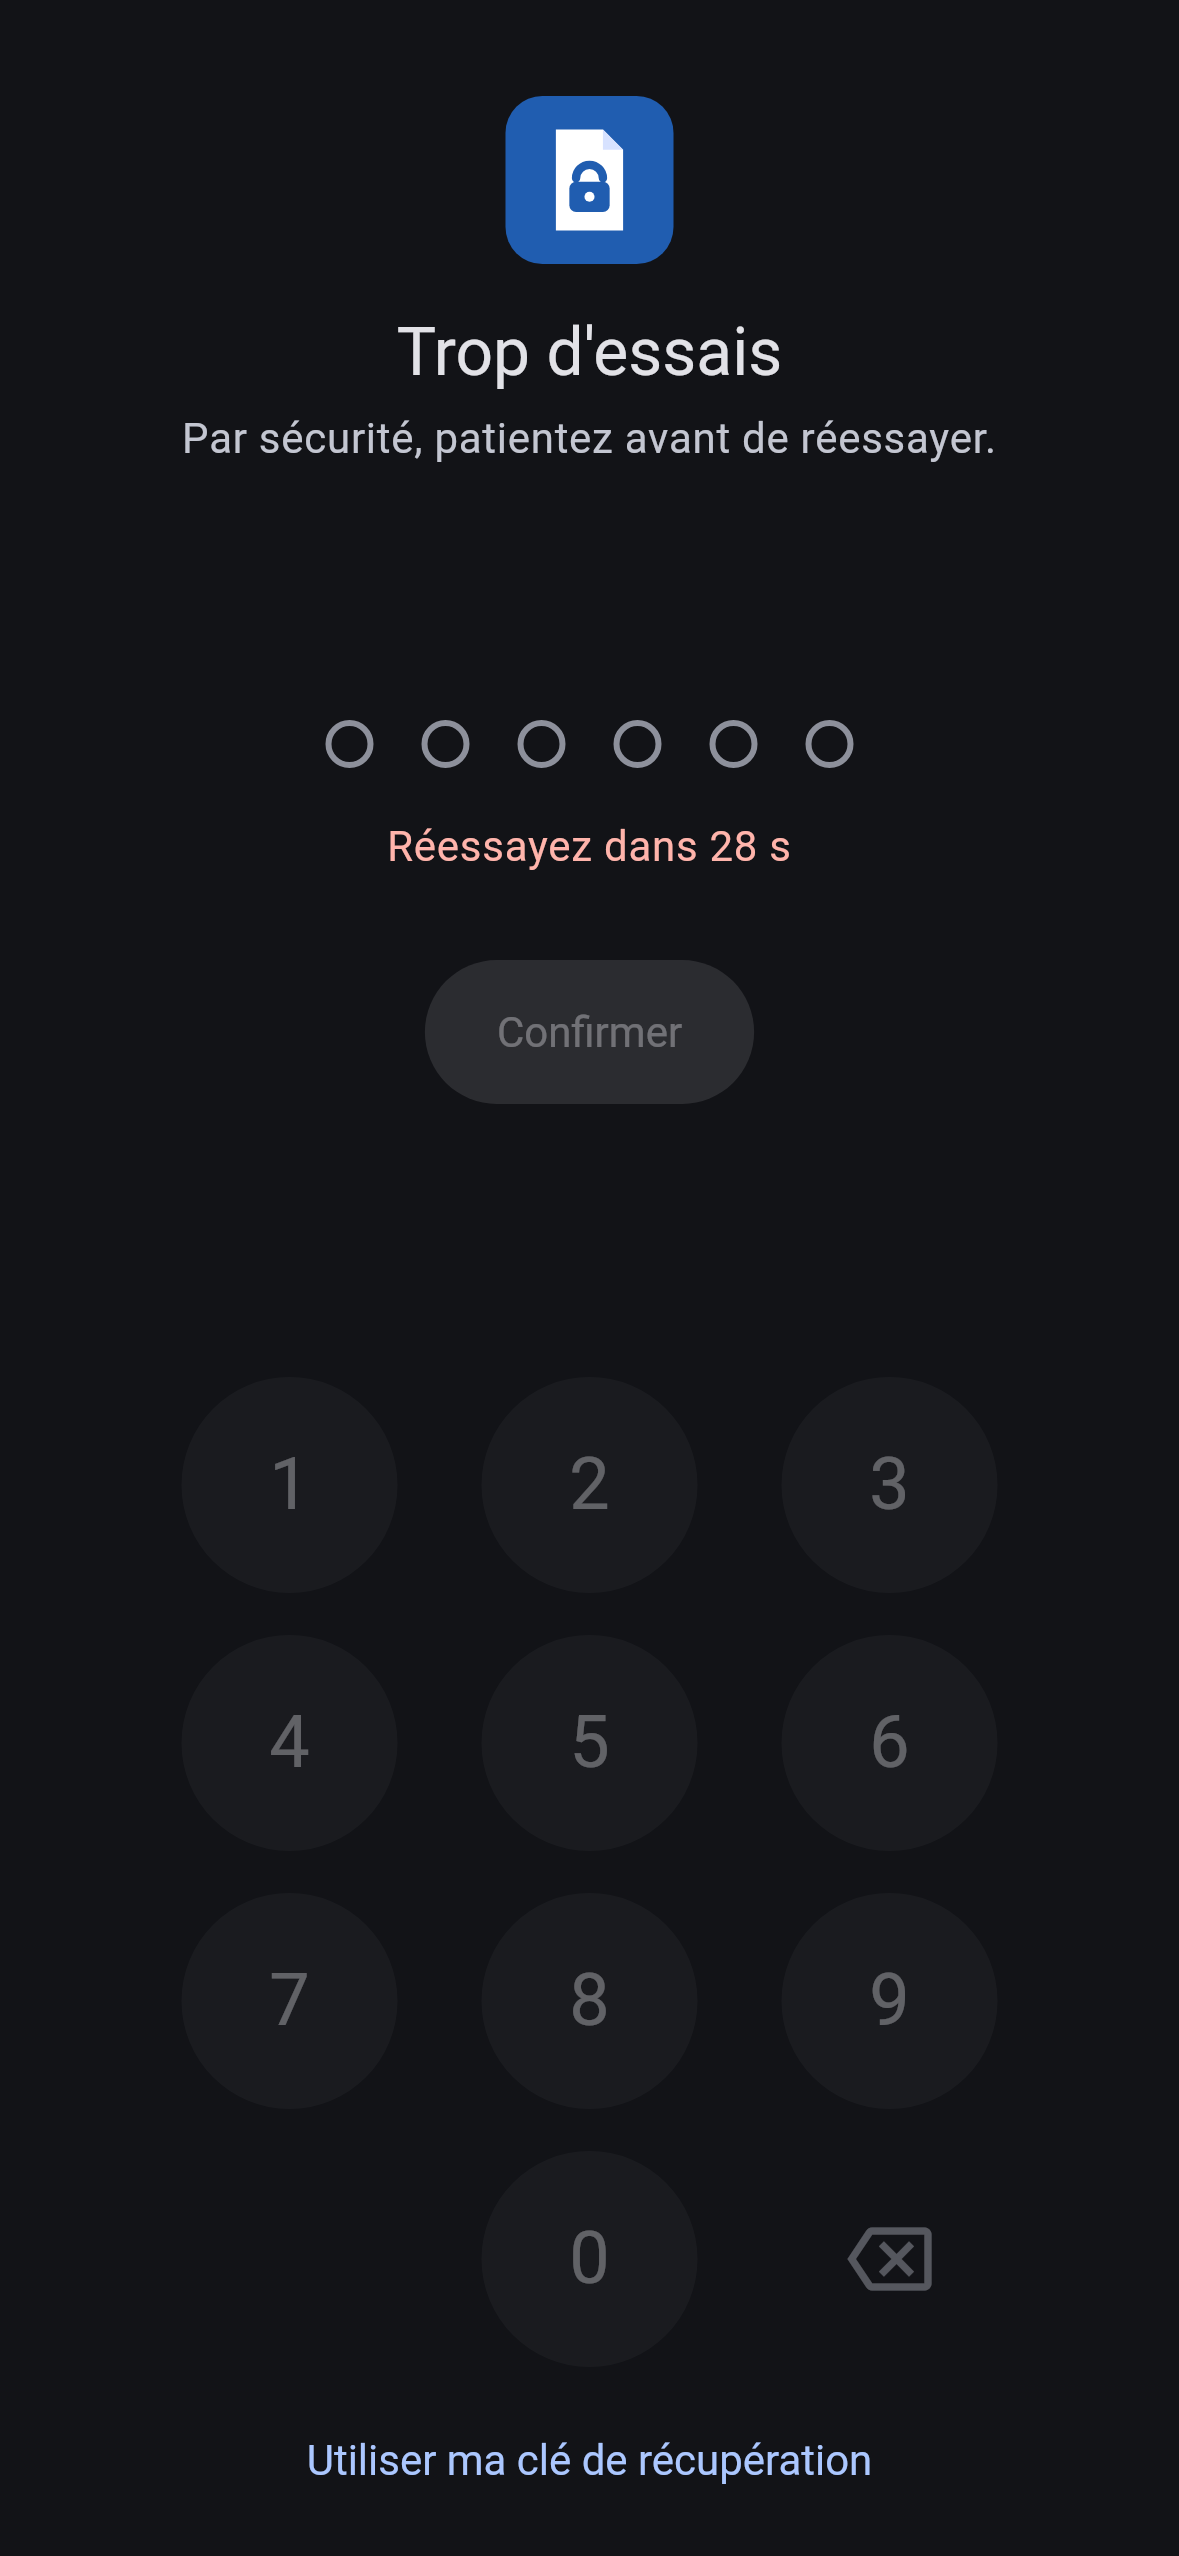 Trop d'essais
Par sécurité, patientez avant de réessayer.
Réessayez dans 28 s
Confirmer
1 2 3
4 5 6
7 8 9
0
Utiliser ma clé de récupération